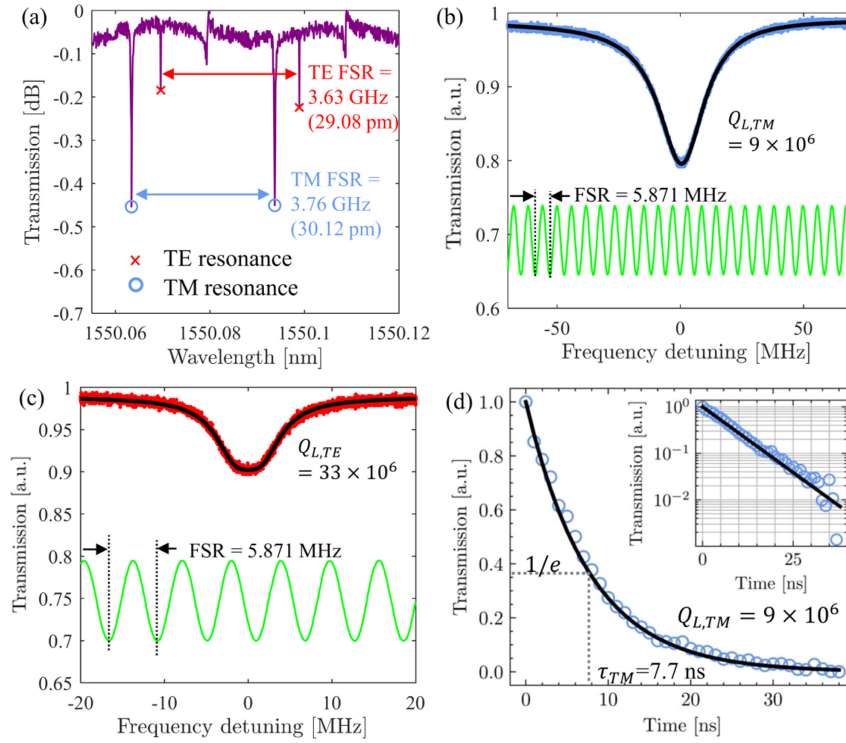 (a)
0
-0.1
-0.2
-0.3
-0.4
-0.5
-0.6
-0.7
Transmission [dB]
TE FSR =
3.63 GHz
(29.08 pm)
TM FSR =
3.76 GHz
(30.12 pm)
TE resonance
TM resonance
1550.06
1550.08
1550.1
1550.12
Wavelength [nm]
(b)
1
0.9
0.8
0.7
0.6
Transmission [a.u.]
Q_{L,TM}
= 9 × 10^6
FSR = 5.871 MHz
-50
0
50
Frequency detuning [MHz]
(c)
1
0.95
0.9
0.85
0.8
0.75
0.7
0.65
Transmission [a.u.]
Q_{L,TE}
= 33 × 10^6
FSR = 5.871 MHz
-20
-10
0
10
20
Frequency detuning [MHz]
(d)
1.0
0.8
0.6
0.4
0.2
0.0
Transmission [a.u.]
1/e
Q_{L,TM} = 9 × 10^6
τ_{TM}=7.7 ns
0
10
20
30
Time [ns]
10^0
10^{-1}
10^{-2}
Transmission [a.u.]
0
25
Time [ns]